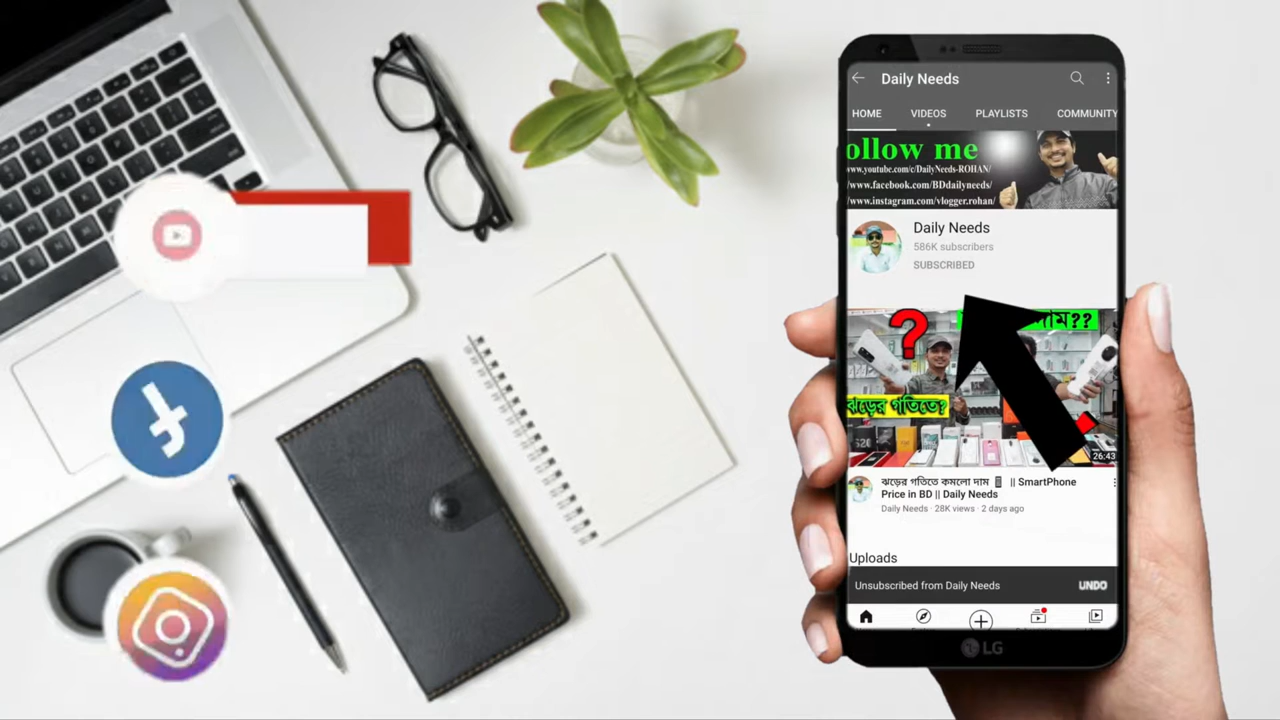 Daily Needs
HOME VIDEOS PLAYLISTS COMMUNITY
ollow me
www.youtube.com/c/DailyNeeds-ROHAN/
/www.facebook.com/BDdailyneeds/
/www.instagram.com/vlogger.rohan/
Daily Needs
586K subscribers
SUBSCRIBED
?
দাম??
ঝড়ের গতিতে?
S20
26:43
ঝড়ের গতিতে কমলো দাম 📱 || SmartPhone
Price in BD || Daily Needs
Daily Needs · 28K views · 2 days ago
Uploads
Unsubscribed from Daily Needs UNDO
LG